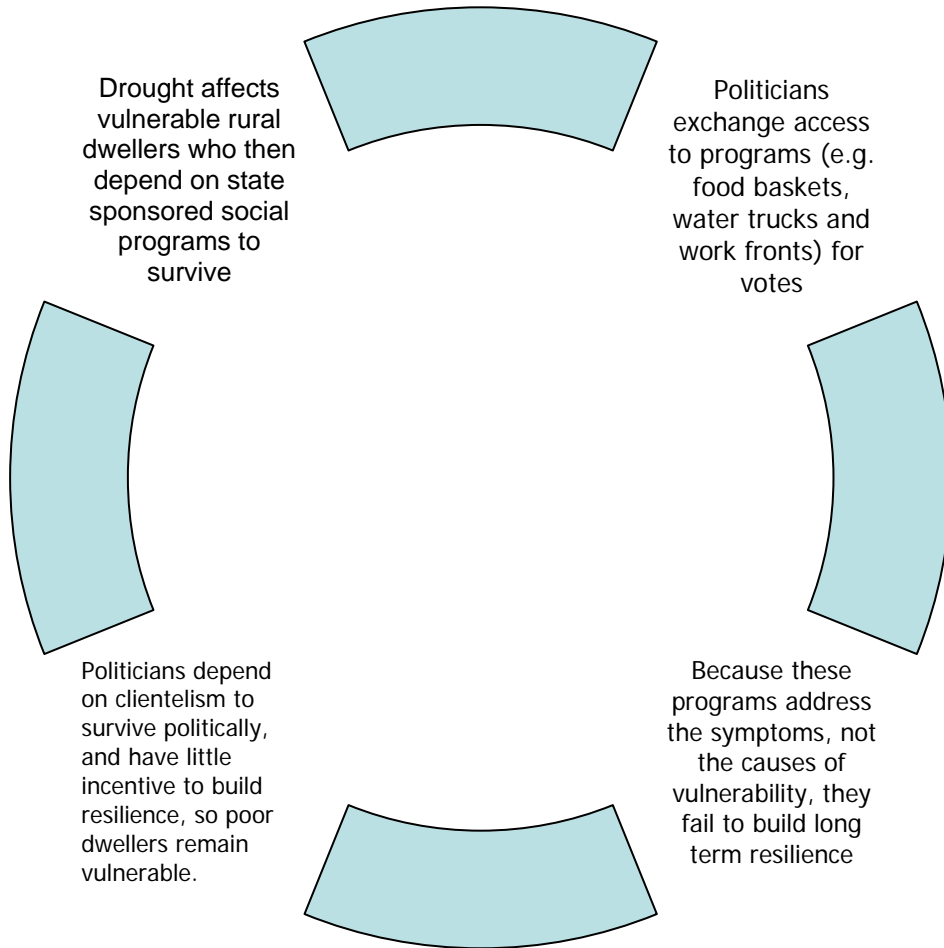 Drought affects
vulnerable rural
dwellers who then
depend on state
sponsored social
programs to
survive
Politicians
exchange access
to programs (e.g.
food baskets,
water trucks and
work fronts) for
votes
Because these
programs address
the symptoms, not
the causes of
vulnerability, they
fail to build long
term resilience
Politicians depend
on clientelism to
survive politically,
and have little
incentive to build
resilience, so poor
dwellers remain
vulnerable.